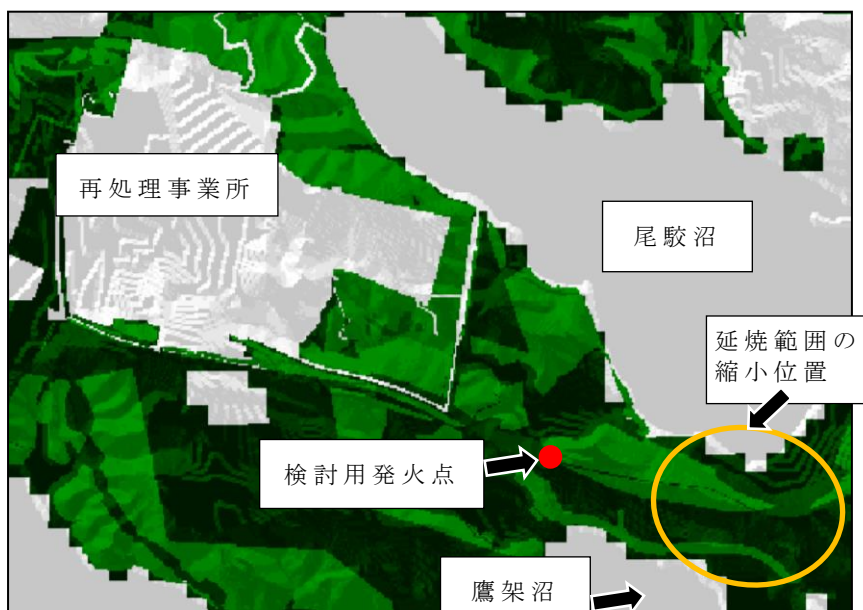 再処理事業所
尾駮沼
延焼範囲の
縮小位置
検討用発火点
鷹架沼